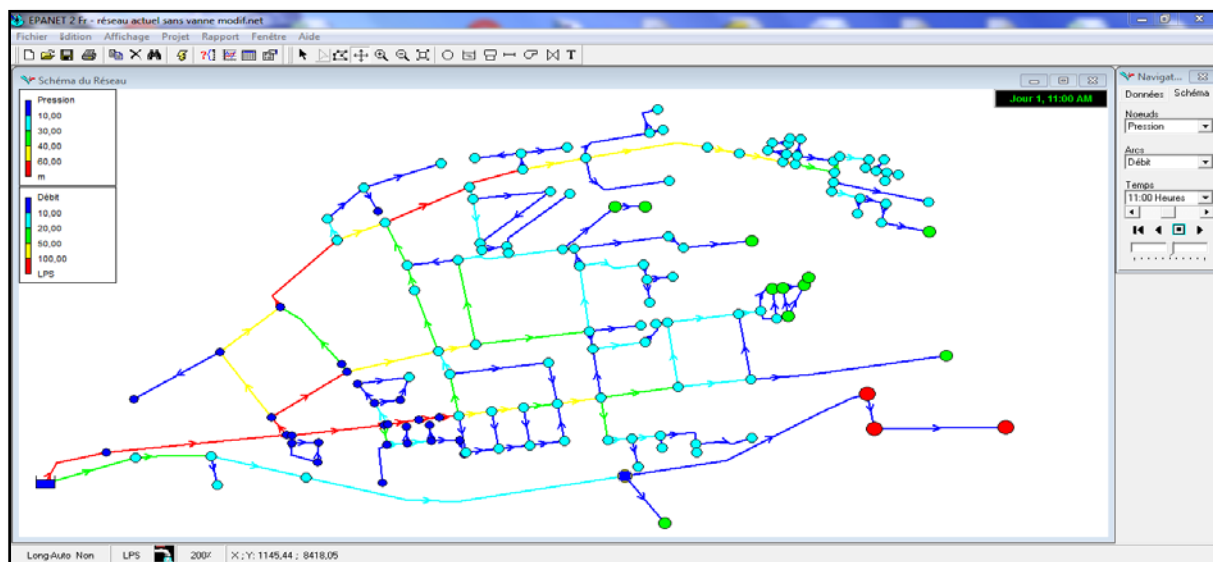 EPANET 2 Fr - réseau actuel sans vanne modif.net
Fichier Edition Affichage Projet Rapport Fenêtre Aide
T
Schéma du Réseau
Pression
10,00
30,00
40,00
60,00
m
Débit
10,00
20,00
50,00
100,00
LPS
Jour 1, 11:00 AM
Navigat...
Données Schéma
Noeuds
Pression
Arcs
Débit
Temps
11:00 Heures
Long-Auto Non LPS 200% X ; Y: 1145,44 ; 8418,05